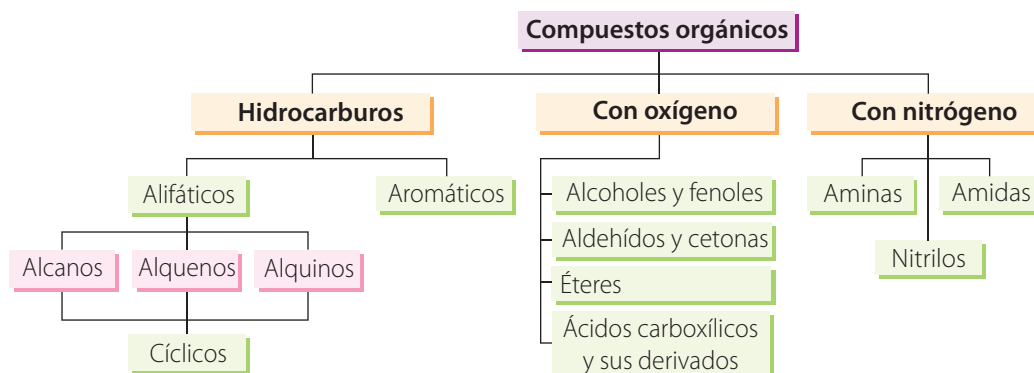 Compuestos orgánicos
Hidrocarburos
Con oxígeno
Con nitrógeno
Alifáticos
Aromáticos
Alcoholes y fenoles
Aminas
Amidas
Aldehídos y cetonas
Alcanos
Alquenos
Alquinos
Nitrilos
Éteres
Ácidos carboxílicos
y sus derivados
Cíclicos